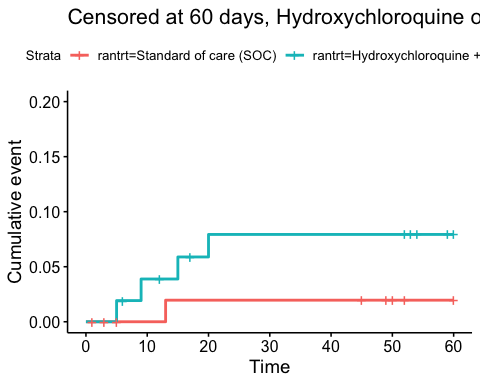 Censored at 60 days, Hydroxychloroquine o
Strata rantrt=Standard of care (SOC) rantrt=Hydroxychloroquine +
0.20
0.15
0.10
0.05
0.00
Cumulative event
0 10 20 30 40 50 60
Time